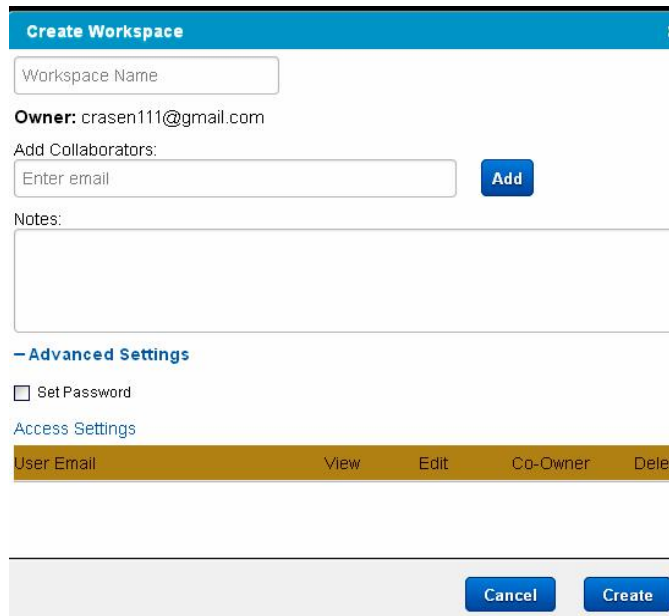 Create Workspace
Workspace Name
Owner: crasen111@gmail.com
Add Collaborators:
Enter email
Add
Notes:
–Advanced Settings
Set Password
Access Settings
User Email View Edit Co-Owner Dele
Cancel Create